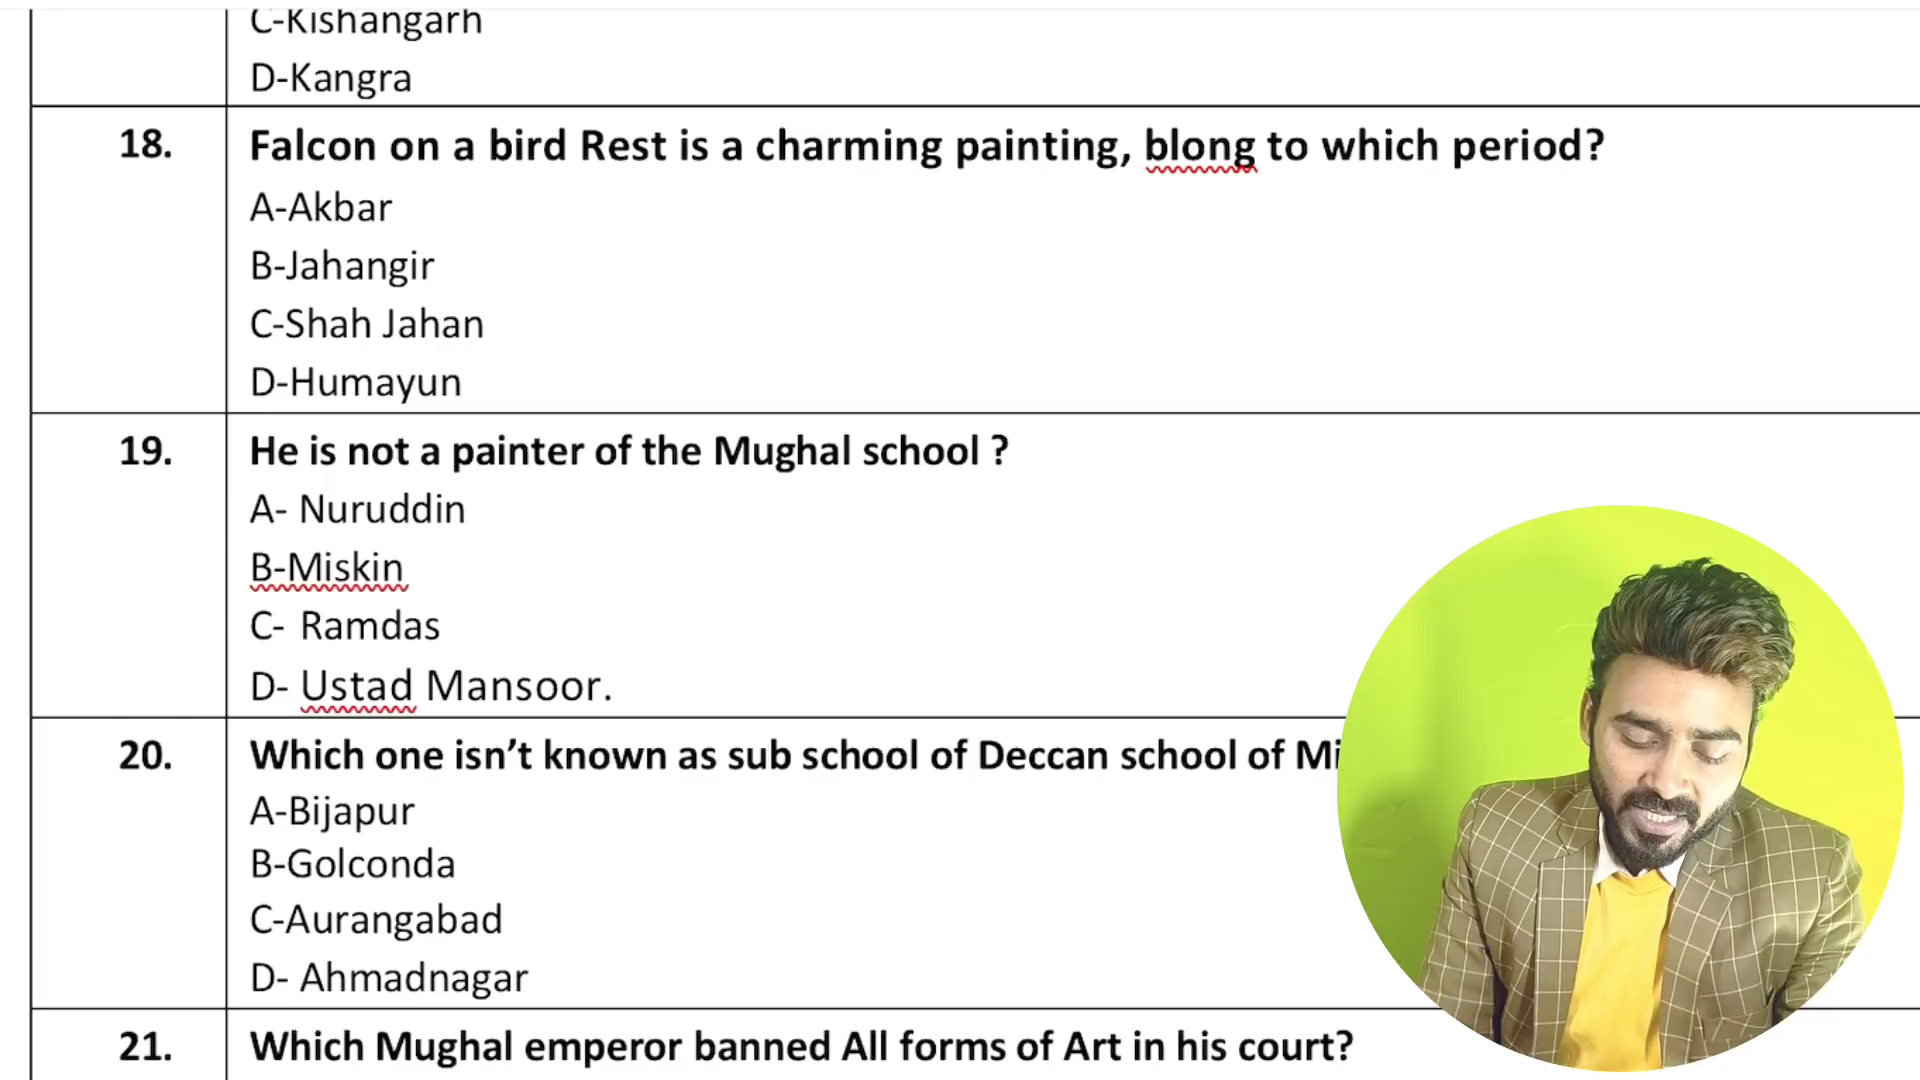 C-Kishangarh
D-Kangra
18. Falcon on a bird Rest is a charming painting, blong to which period?
A-Akbar
B-Jahangir
C-Shah Jahan
D-Humayun
19. He is not a painter of the Mughal school ?
A- Nuruddin
B-Miskin
C- Ramdas
D- Ustad Mansoor.
20. Which one isn’t known as sub school of Deccan school of Mi
A-Bijapur
B-Golconda
C-Aurangabad
D- Ahmadnagar
21. Which Mughal emperor banned All forms of Art in his court?